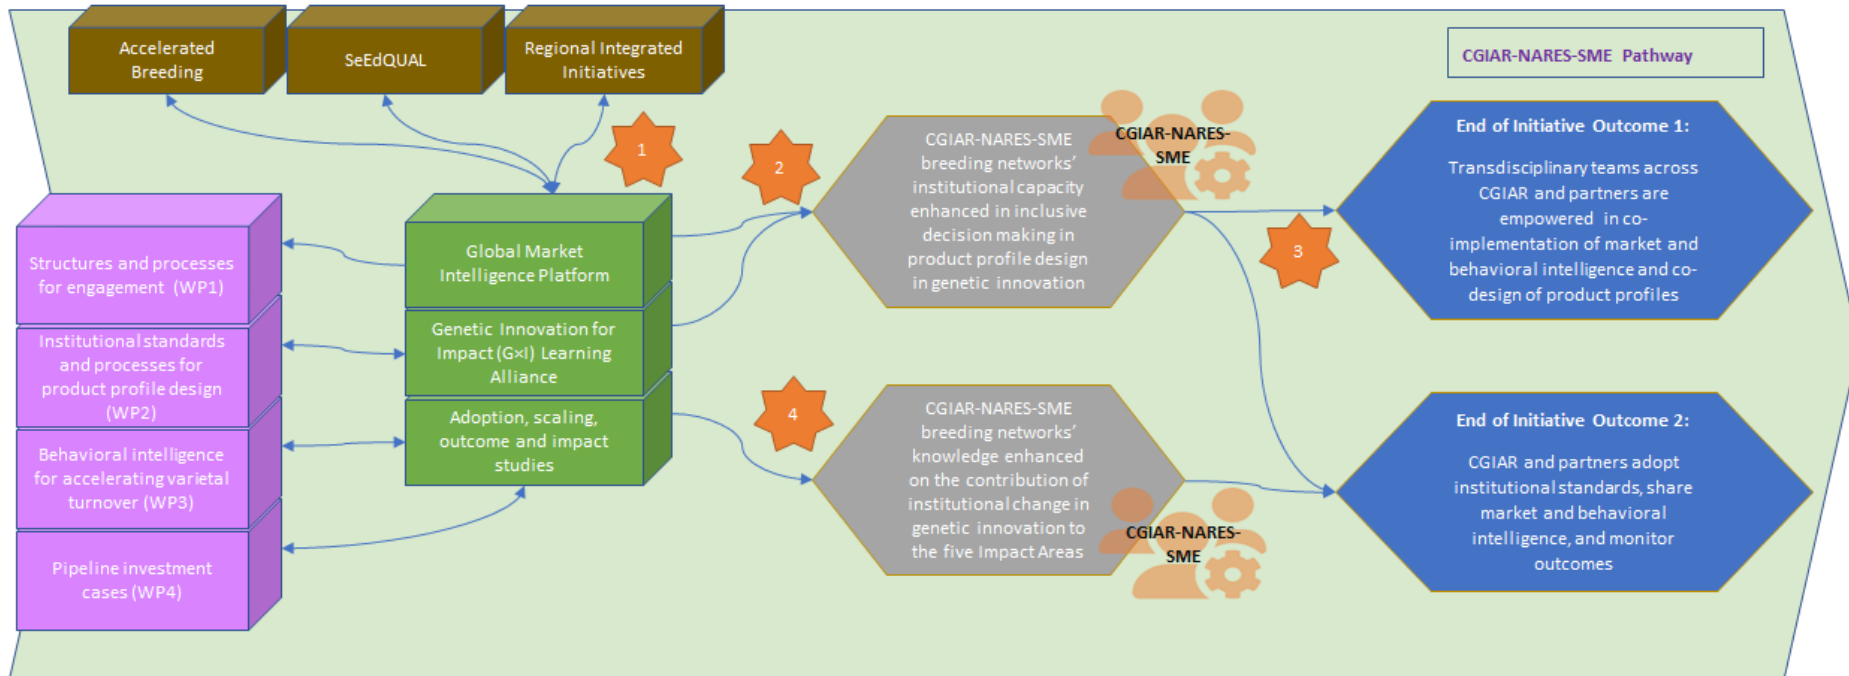 Accelerated
Breeding
SeEdQUAL
Regional Integrated
Initiatives
CGIAR-NARES-SME Pathway
1
2
3
4
Structures and processes
for engagement (WP1)
Institutional standards
and processes for
product profile design
(WP2)
Behavioral intelligence
for accelerating varietal
turnover (WP3)
Pipeline investment
cases (WP4)
Global Market
Intelligence Platform
Genetic Innovation for
Impact (G×I) Learning
Alliance
Adoption, scaling,
outcome and impact
studies
CGIAR-NARES-SME
breeding networks’
institutional capacity
enhanced in inclusive
decision making in
product profile design
in genetic innovation
CGIAR-NARES-
SME
CGIAR-NARES-SME
breeding networks’
knowledge enhanced
on the contribution of
institutional change in
genetic innovation to
the five Impact Areas
CGIAR-NARES-
SME
End of Initiative Outcome 1:
Transdisciplinary teams across
CGIAR and partners are
empowered in co-
implementation of market and
behavioral intelligence and co-
design of product profiles
End of Initiative Outcome 2:
CGIAR and partners adopt
institutional standards, share
market and behavioral
intelligence, and monitor
outcomes